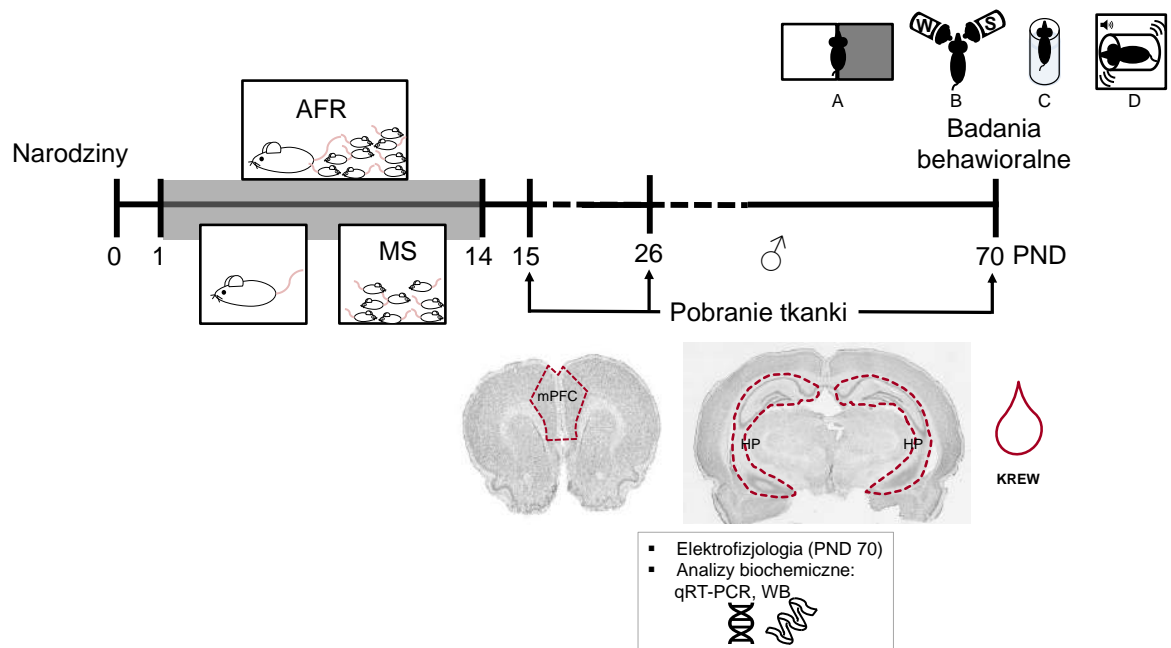 W S
A B C D
Badania
behawioralne
AFR
Narodziny
MS
0 1 14 15 26 70 PND
♂
Pobranie tkanki
mPFC
HP HP
KREW
▪ Elektrofizjologia (PND 70)
▪ Analizy biochemiczne:
qRT-PCR, WB